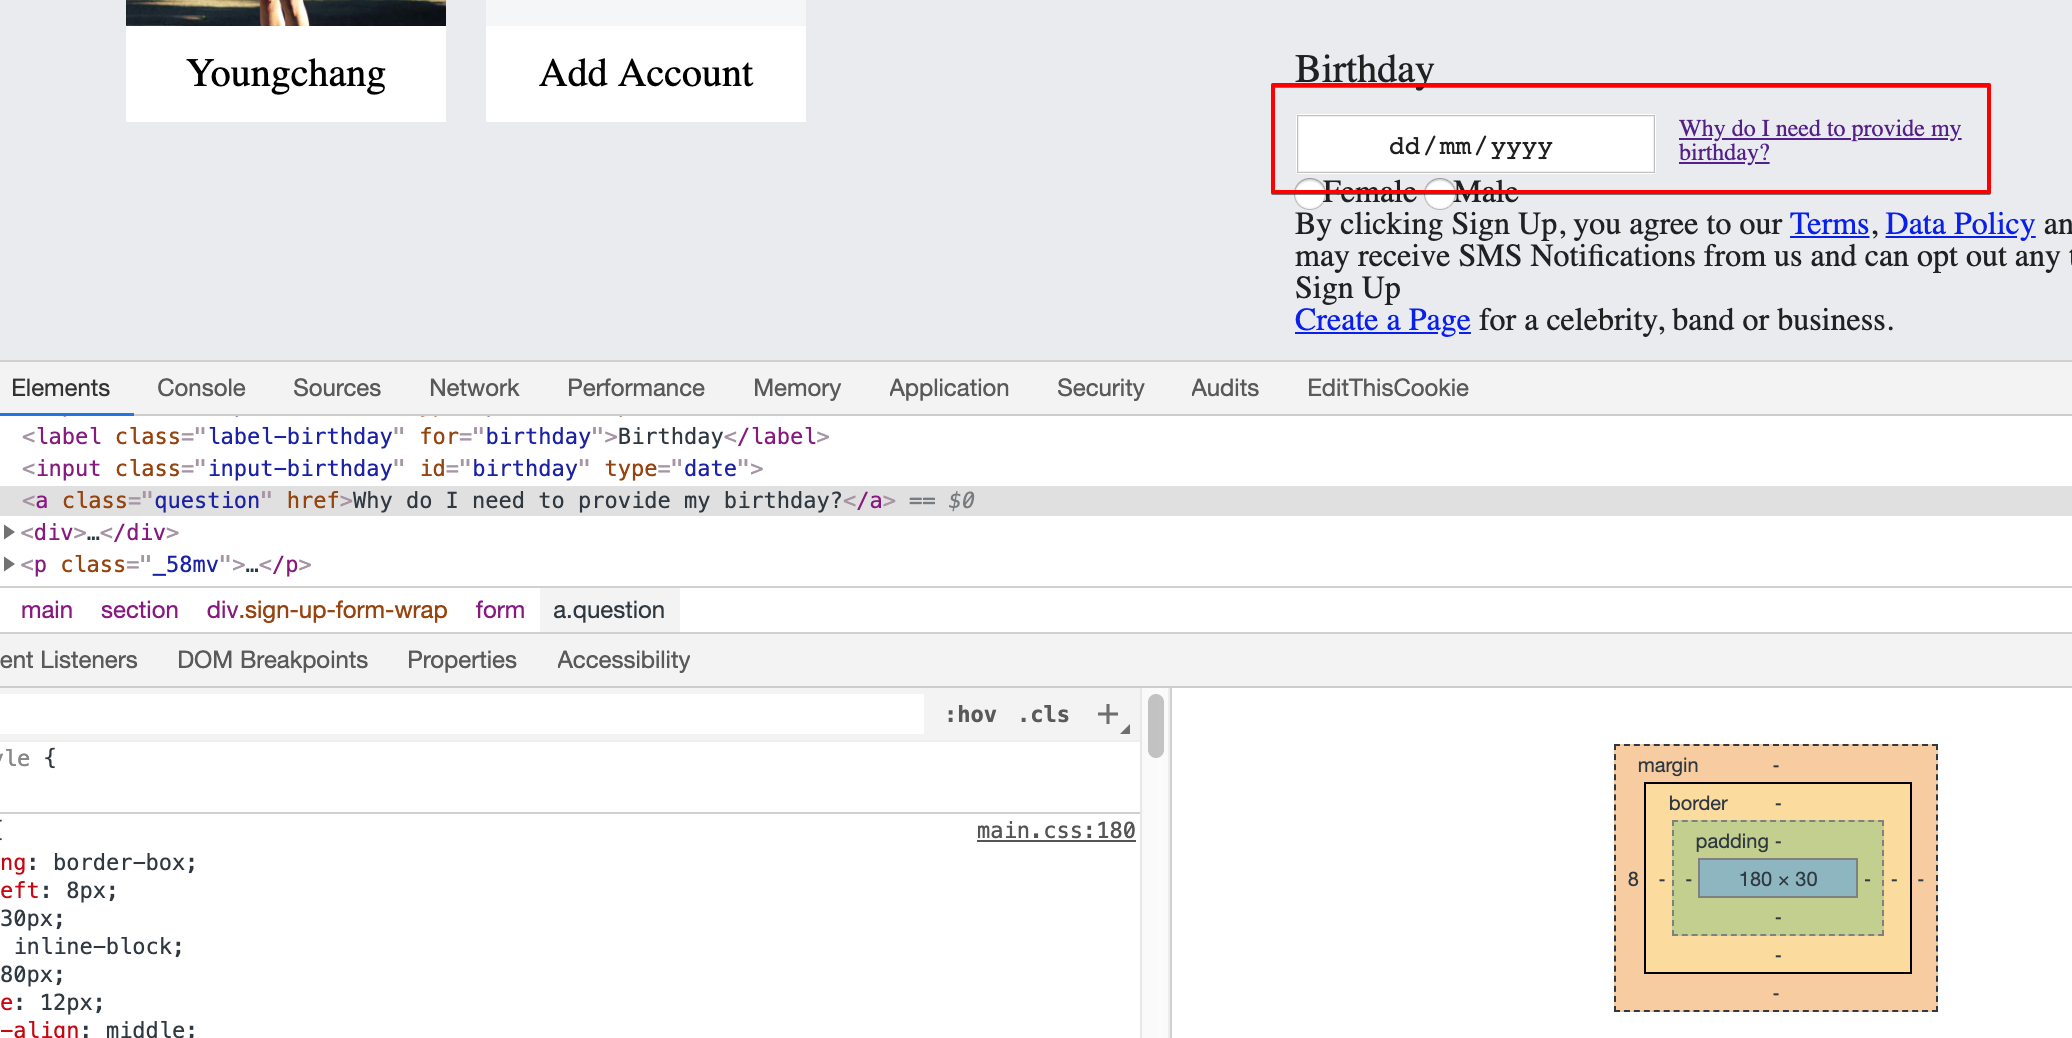 Youngchang
Add Account
Birthday
dd/mm/yyyy
Why do I need to provide my
birthday?
Female Male
By clicking Sign Up, you agree to our Terms, Data Policy an
may receive SMS Notifications from us and can opt out any t
Sign Up
Create a Page for a celebrity, band or business.
Elements Console Sources Network Performance Memory Application Security Audits EditThisCookie
<label class="label-birthday" for="birthday">Birthday</label>
<input class="input-birthday" id="birthday" type="date">
<a class="question" href>Why do I need to provide my birthday?</a> == $0
<div>…</div>
<p class="_58mv">…</p>
main section div.sign-up-form-wrap form a.question
ent Listeners DOM Breakpoints Properties Accessibility
:hov .cls +
yle {
main.css:180
ng: border-box;
eft: 8px;
30px;
inline-block;
80px;
e: 12px;
-align: middle;
margin -
border -
padding -
8 - - 180 × 30 - - -
-
-
-